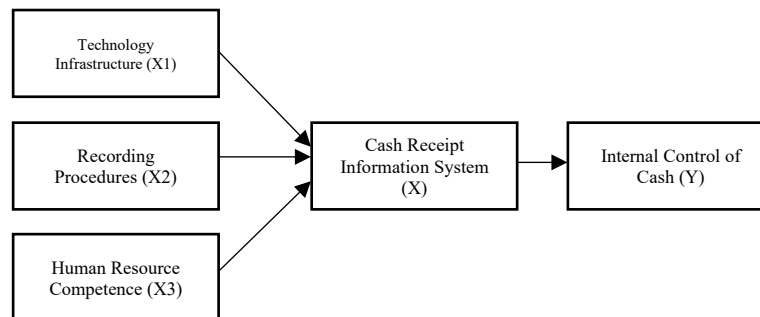 Technology
Infrastructure (X1)
Recording
Procedures (X2)
Human Resource
Competence (X3)
Cash Receipt
Information System
(X)
Internal Control of
Cash (Y)